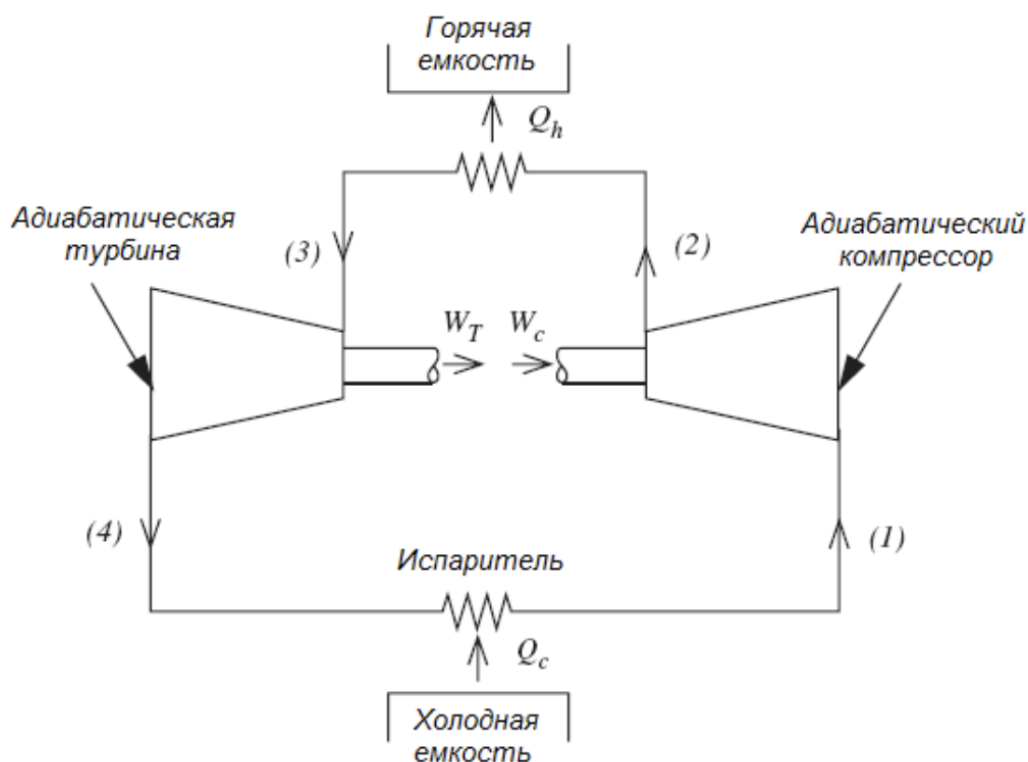 Горячая
емкость
Q_h
Адиабатическая
турбина
(3)
(2)
Адиабатический
компрессор
W_T
W_c
(4)
Испаритель
(1)
Q_c
Холодная
емкость